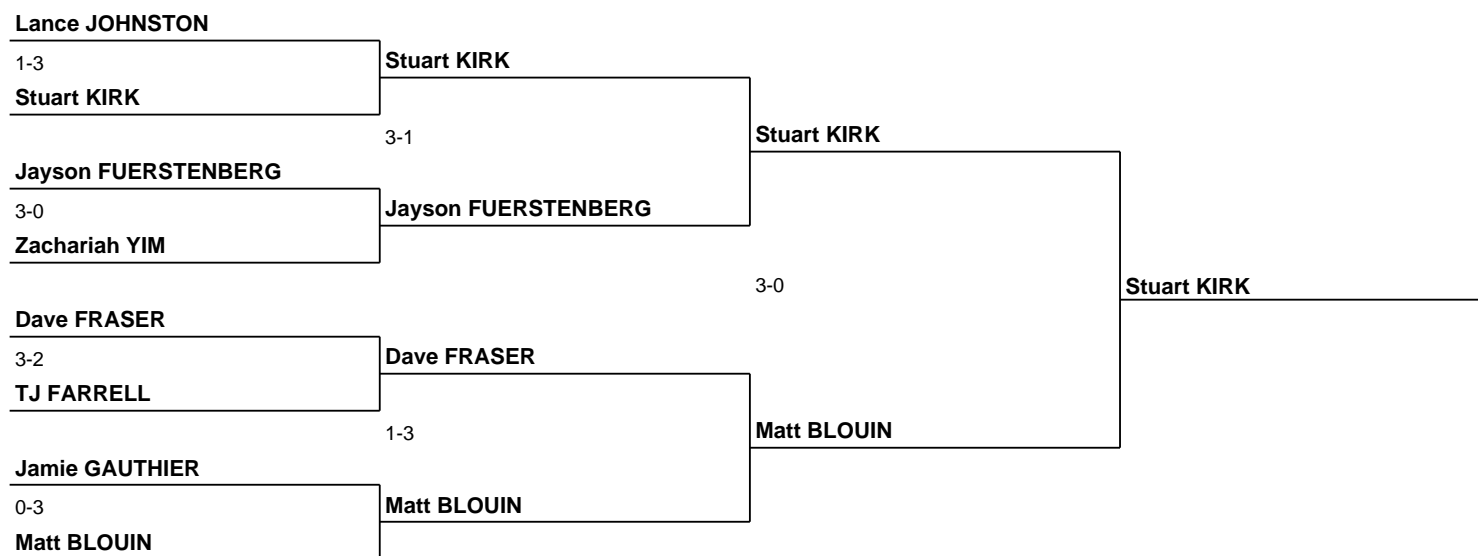 Lance JOHNSTON
1-3
Stuart KIRK
Stuart KIRK
3-1
Stuart KIRK
Jayson FUERSTENBERG
3-0
Jayson FUERSTENBERG
Zachariah YIM
3-0
Stuart KIRK
Dave FRASER
3-2
Dave FRASER
TJ FARRELL
1-3
Matt BLOUIN
Jamie GAUTHIER
0-3
Matt BLOUIN
Matt BLOUIN